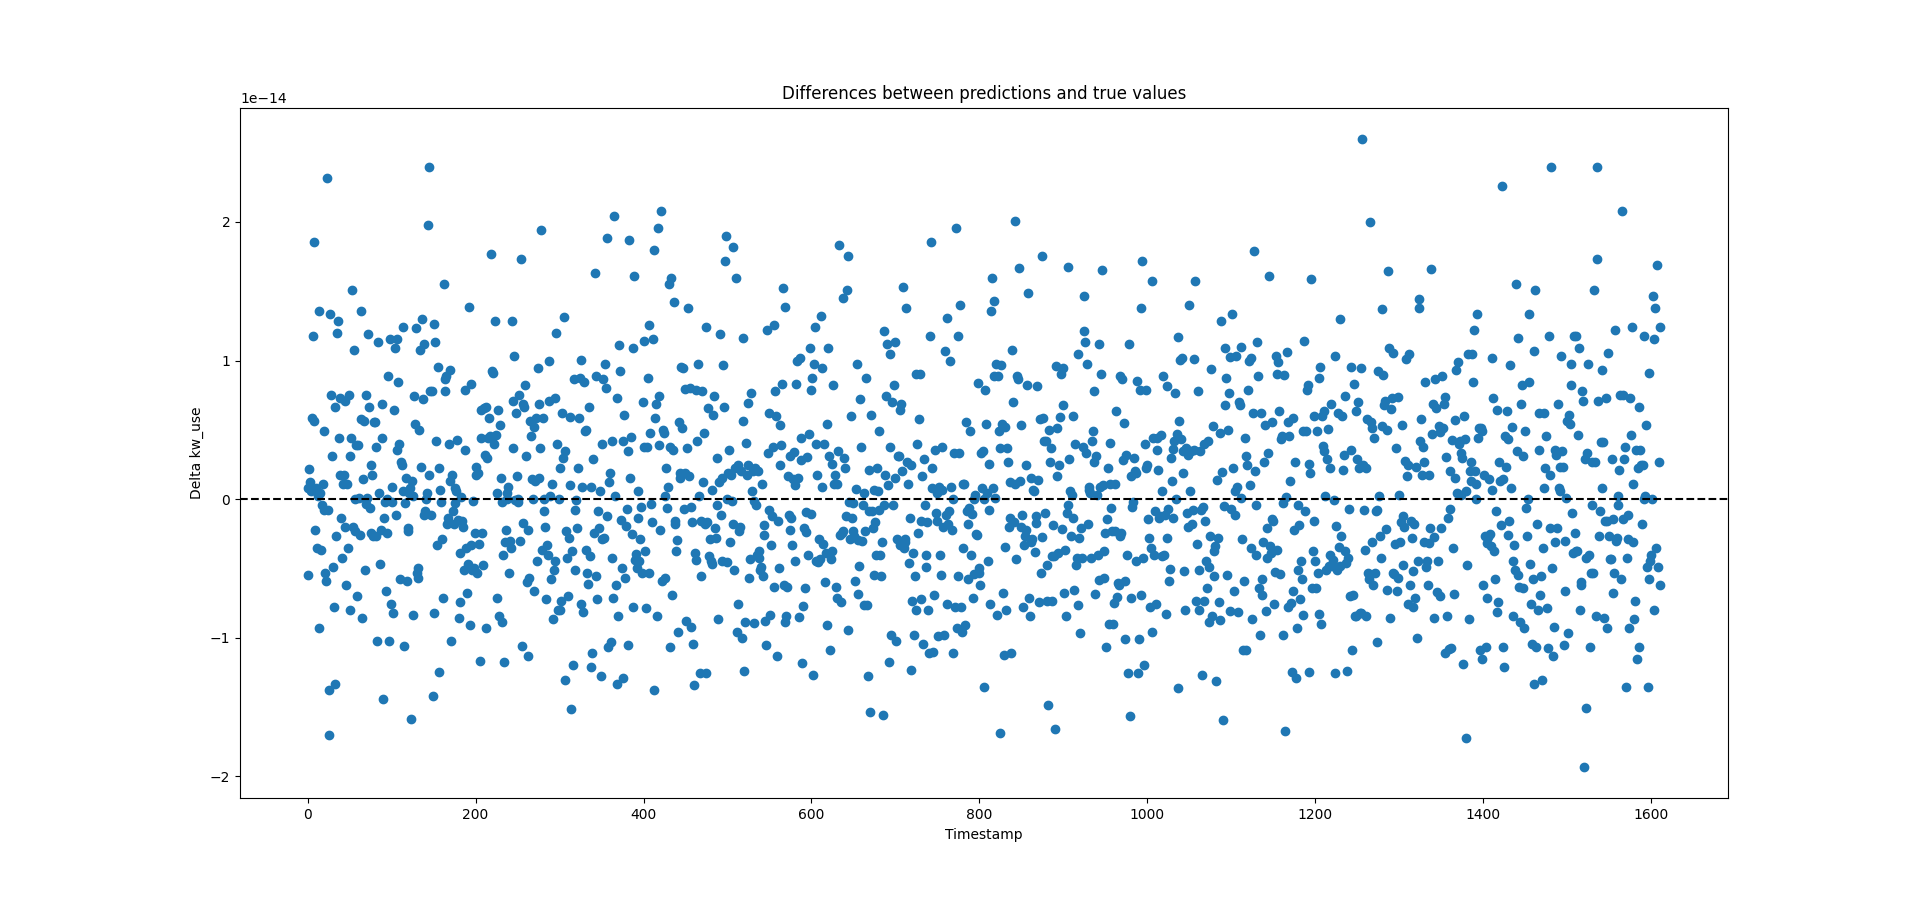 Differences between predictions and true values
1e−14
2
1
0
−1
−2
Delta kw_use
0 200 400 600 800 1000 1200 1400 1600
Timestamp